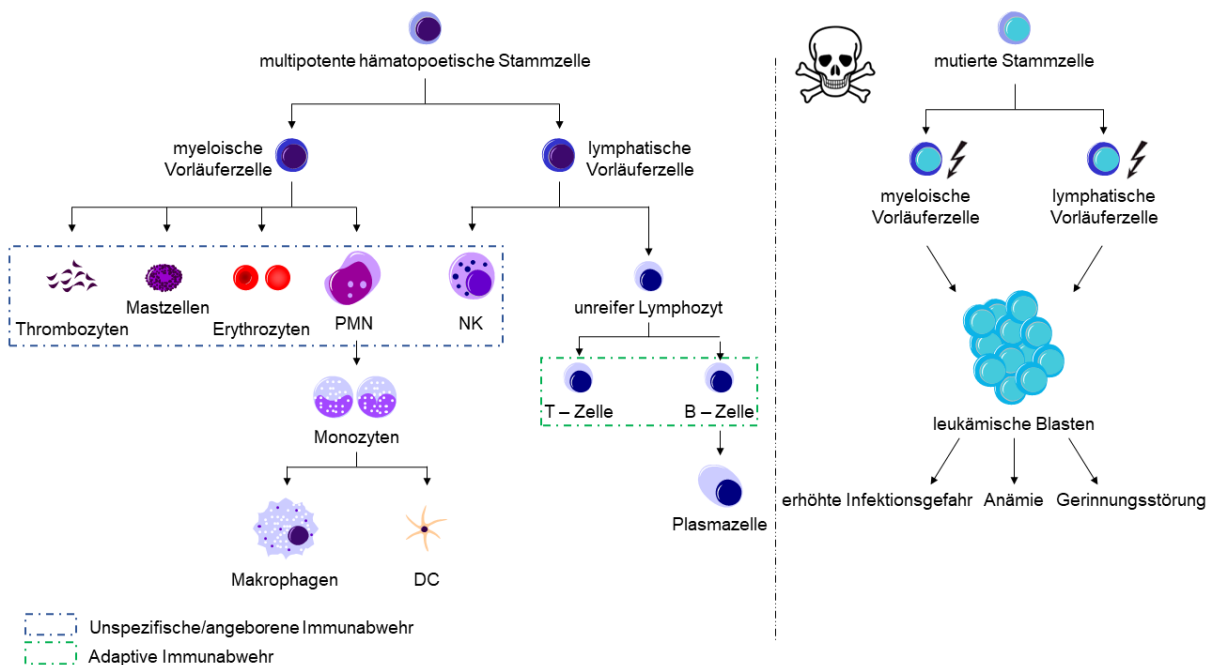 multipotente hämatopoetische Stammzelle
myeloische
Vorläuferzelle
lymphatische
Vorläuferzelle
Thrombozyten
Mastzellen
Erythrozyten
PMN
NK
unreifer Lymphozyt
Monozyten
T – Zelle
B – Zelle
Makrophagen
DC
Plasmazelle
Unspezifische/angeborene Immunabwehr
Adaptive Immunabwehr
mutierte Stammzelle
myeloische
Vorläuferzelle
lymphatische
Vorläuferzelle
leukämische Blasten
erhöhte Infektionsgefahr
Anämie
Gerinnungsstörung